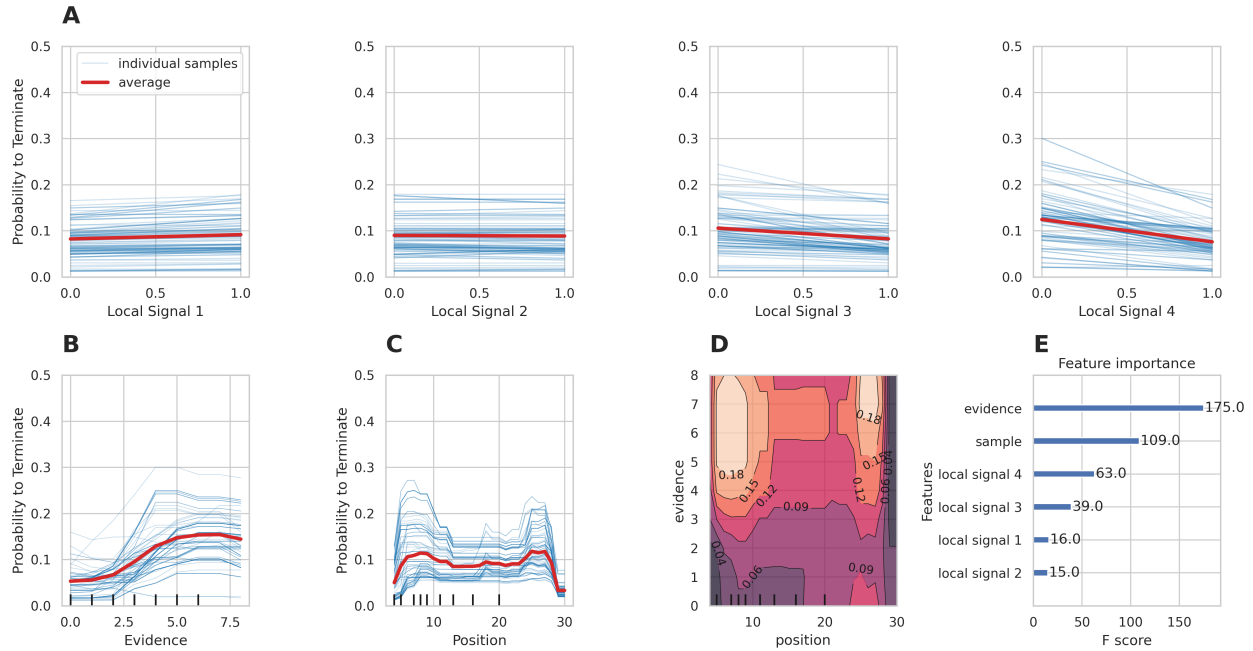 A
0.5
0.4
0.3
0.2
0.1
0.0
Probability to Terminate
individual samples
average
0.0 0.5 1.0
Local Signal 1
0.5
0.4
0.3
0.2
0.1
0.0
0.0 0.5 1.0
Local Signal 2
0.5
0.4
0.3
0.2
0.1
0.0
0.0 0.5 1.0
Local Signal 3
0.5
0.4
0.3
0.2
0.1
0.0
0.0 0.5 1.0
Local Signal 4
B
0.5
0.4
0.3
0.2
0.1
0.0
Probability to Terminate
0.0 2.5 5.0 7.5
Evidence
C
0.5
0.4
0.3
0.2
0.1
0.0
Probability to Terminate
10 20 30
Position
D
8
7
6
5
4
3
2
1
0
evidence
0.18
0.18
0.15
0.15
0.12
0.12
0.09
0.09
0.06
0.06
0.04
0.04
10 20 30
position
E
Feature importance
Features
evidence 175.0
sample 109.0
local signal 4 63.0
local signal 3 39.0
local signal 1 16.0
local signal 2 15.0
0 50 100 150
F score